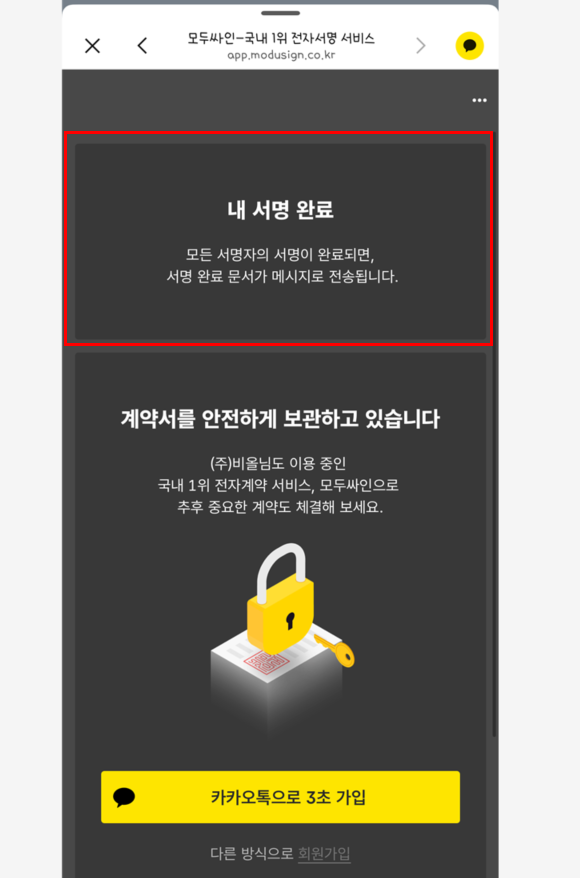 모두싸인-국내 1위 전자서명 서비스
app.modusign.co.kr
내 서명 완료
모든 서명자의 서명이 완료되면,
서명 완료 문서가 메시지로 전송됩니다.
계약서를 안전하게 보관하고 있습니다
(주)비올님도 이용 중인
국내 1위 전자계약 서비스, 모두싸인으로
추후 중요한 계약도 체결해 보세요.
카카오톡으로 3초 가입
다른 방식으로 회원가입